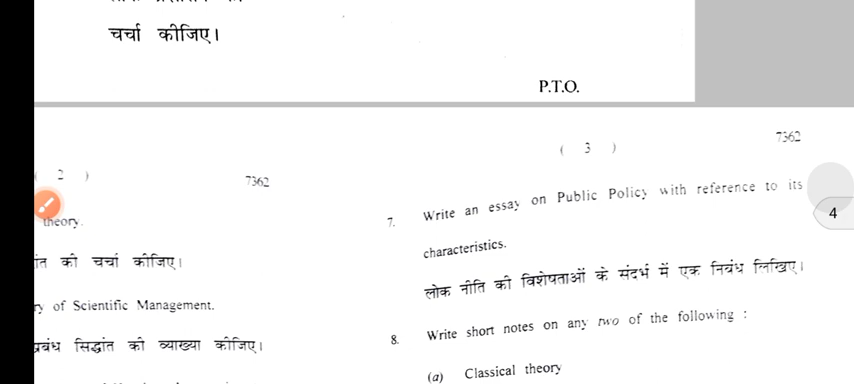 चर्चा कीजिए।
P.T.O.
( 2 )
7362
theory.
की चर्चा कीजिए।
of Scientific Management.
सिद्धांत की व्याख्या कीजिए।
( 3 )
7362
7. Write an essay on Public Policy with reference to its
characteristics.
लोक नीति की विशेषताओं के संदर्भ में एक निबंध लिखिए।
8. Write short notes on any two of the following :
(a) Classical theory
4